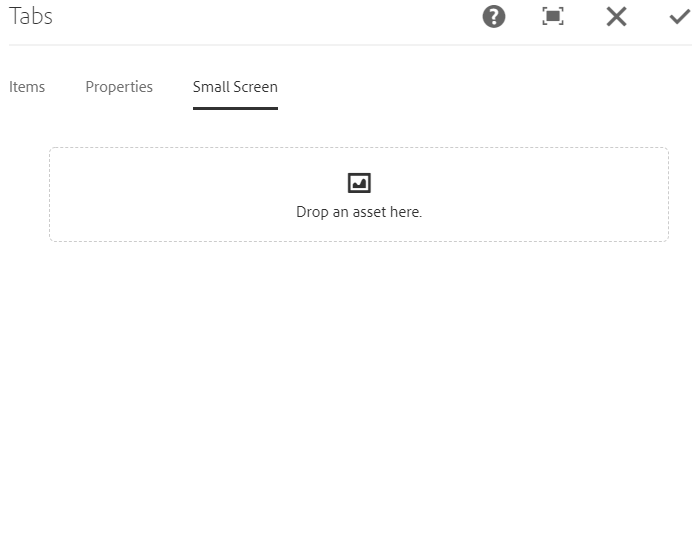 Tabs
Items Properties Small Screen
Drop an asset here.